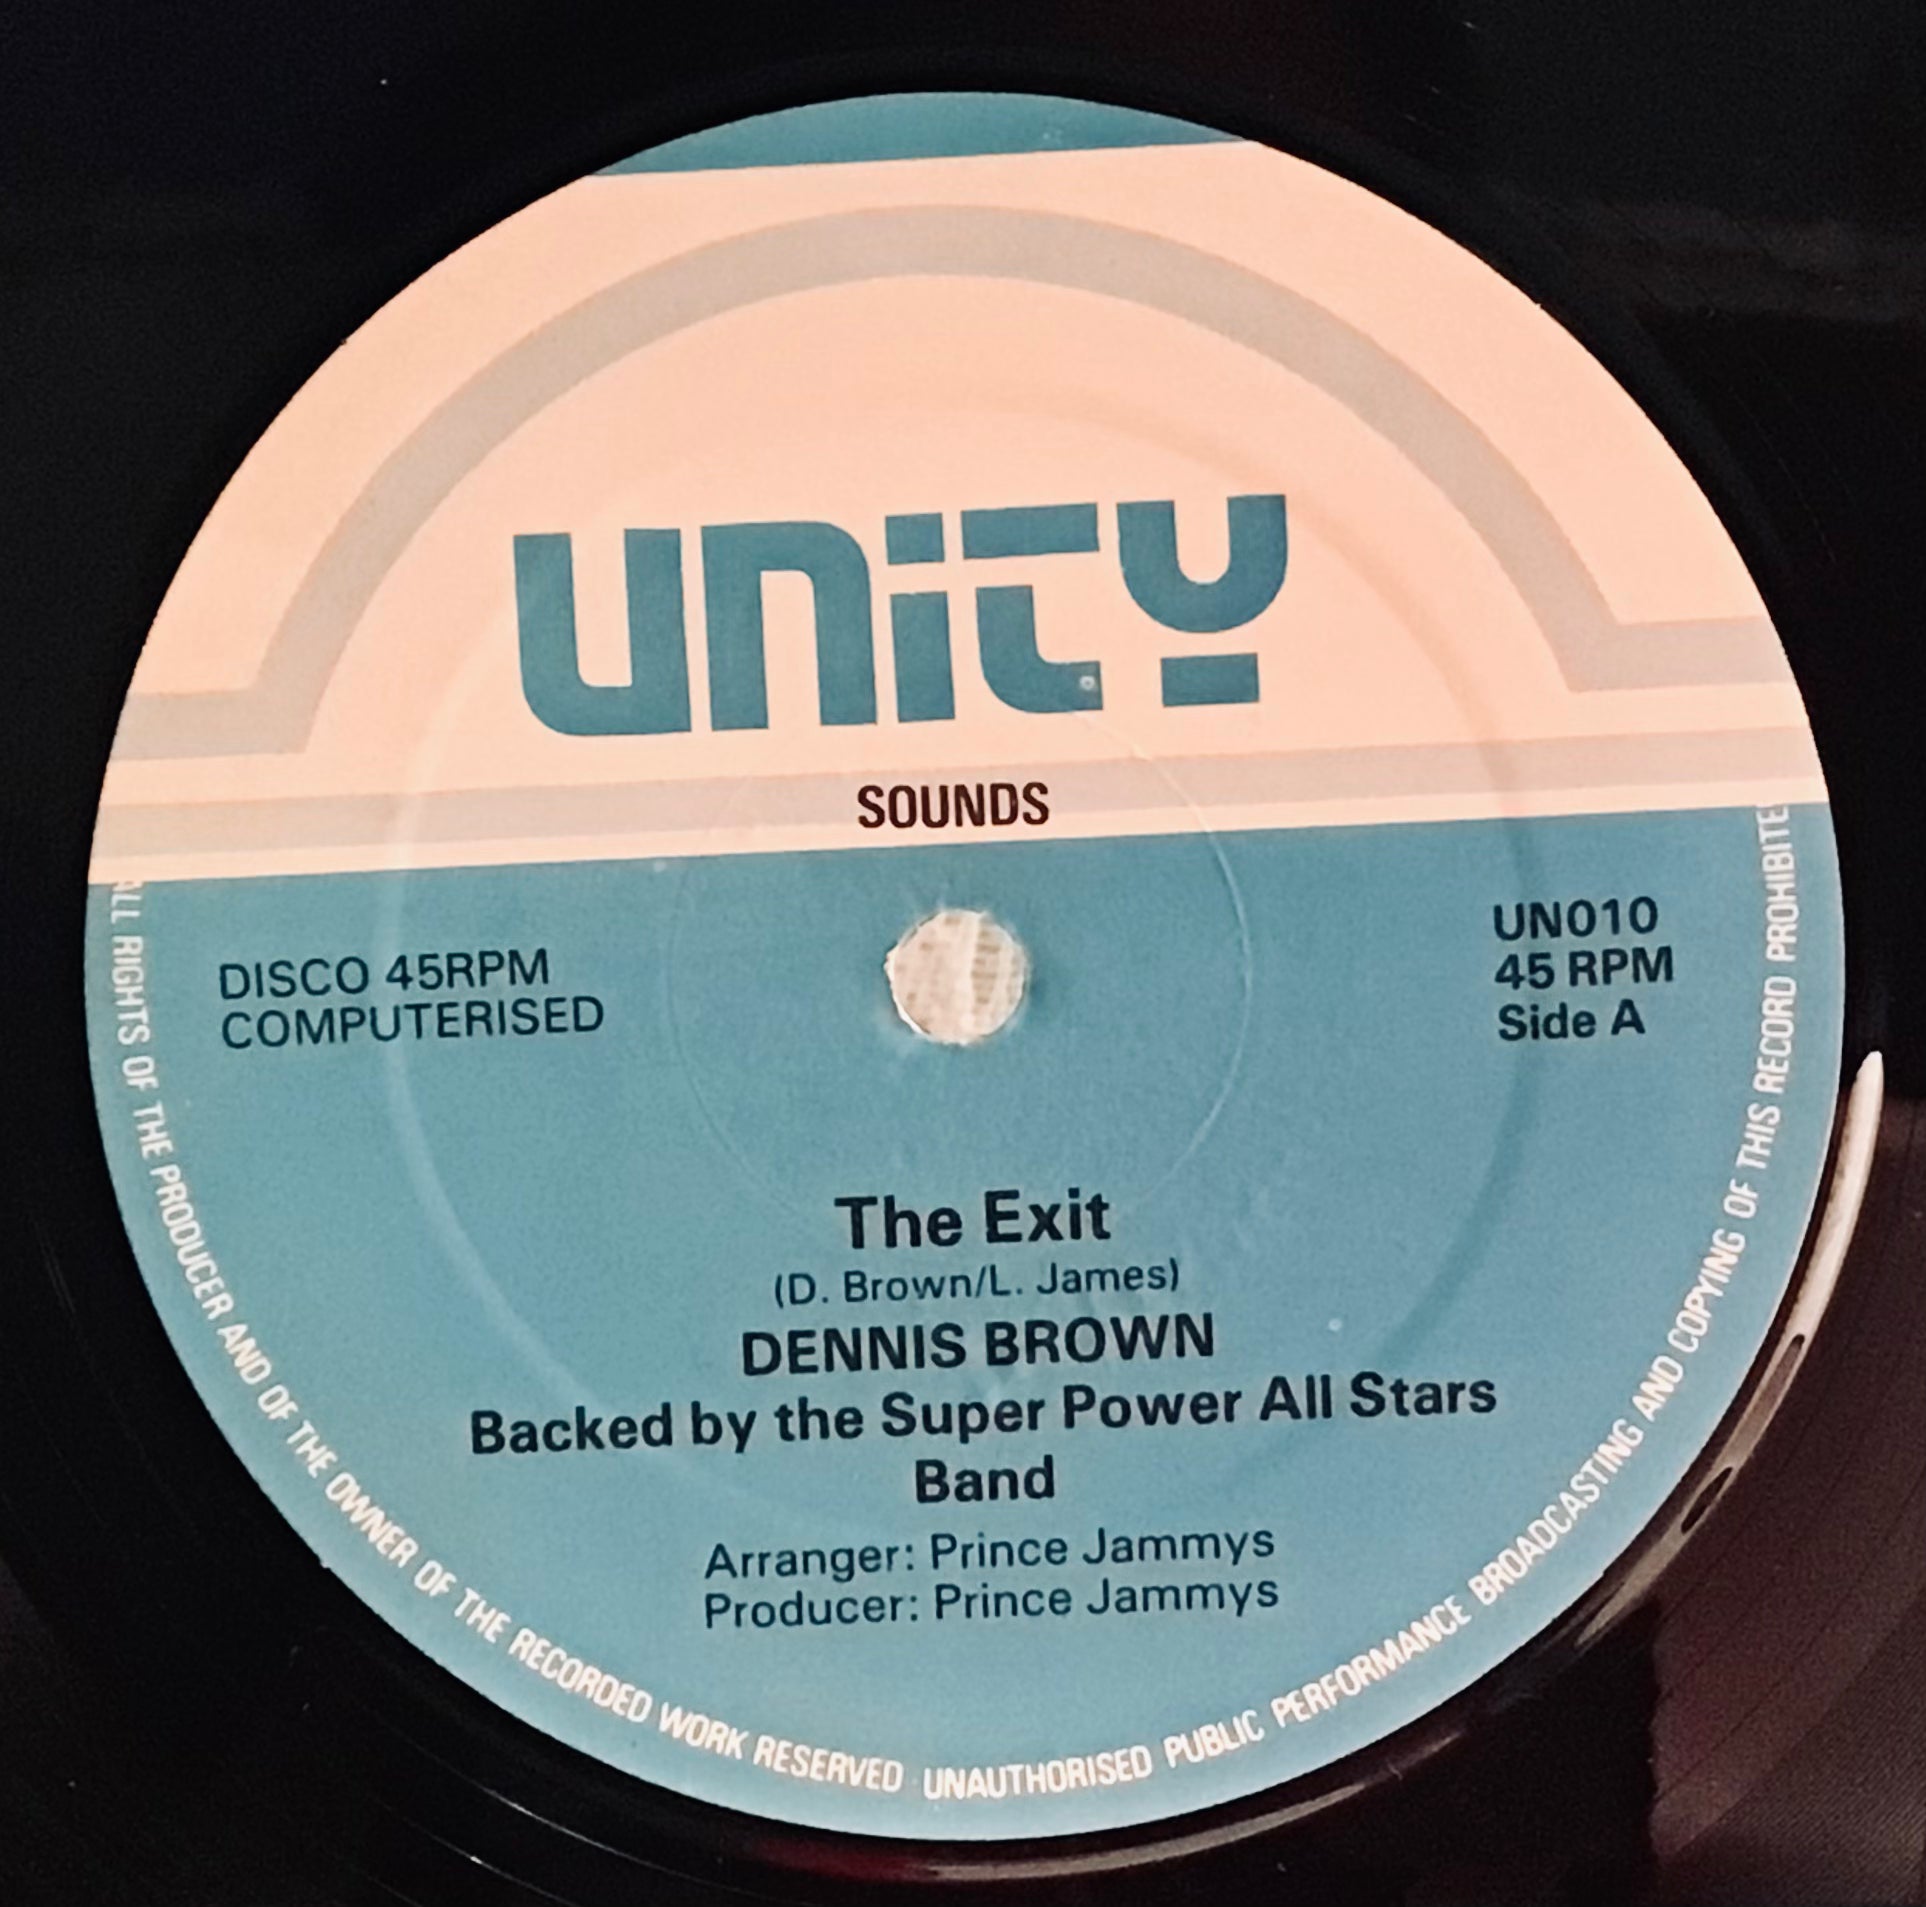 UNiTY
SOUNDS
DISCO 45RPM
COMPUTERISED
UN010
45 RPM
Side A
The Exit
(D. Brown/L. James)
DENNIS BROWN
Backed by the Super Power All Stars
Band
Arranger: Prince Jammys
Producer: Prince Jammys
ALL RIGHTS OF THE PRODUCER AND OF THE OWNER OF THE RECORDED WORK RESERVED UNAUTHORISED PUBLIC PERFORMANCE BROADCASTING AND COPYING OF THIS RECORD PROHIBITE